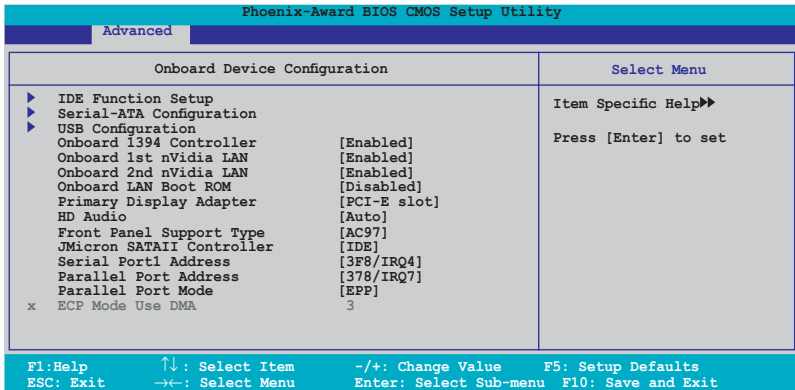 Phoenix-Award BIOS CMOS Setup Utility
Advanced
Onboard Device Configuration
Select Menu
IDE Function Setup
Serial-ATA Configuration
USB Configuration
Onboard 1394 Controller [Enabled]
Onboard 1st nVidia LAN [Enabled]
Onboard 2nd nVidia LAN [Enabled]
Onboard LAN Boot ROM [Disabled]
Primary Display Adapter [PCI-E slot]
HD Audio [Auto]
Front Panel Support Type [AC97]
JMicron SATAII Controller [IDE]
Serial Port1 Address [3F8/IRQ4]
Parallel Port Address [378/IRQ7]
Parallel Port Mode [EPP]
x ECP Mode Use DMA 3
Item Specific Help▶▶
Press [Enter] to set
F1:Help ↑↓: Select Item -/+: Change Value F5: Setup Defaults
ESC: Exit →←: Select Menu Enter: Select Sub-menu F10: Save and Exit